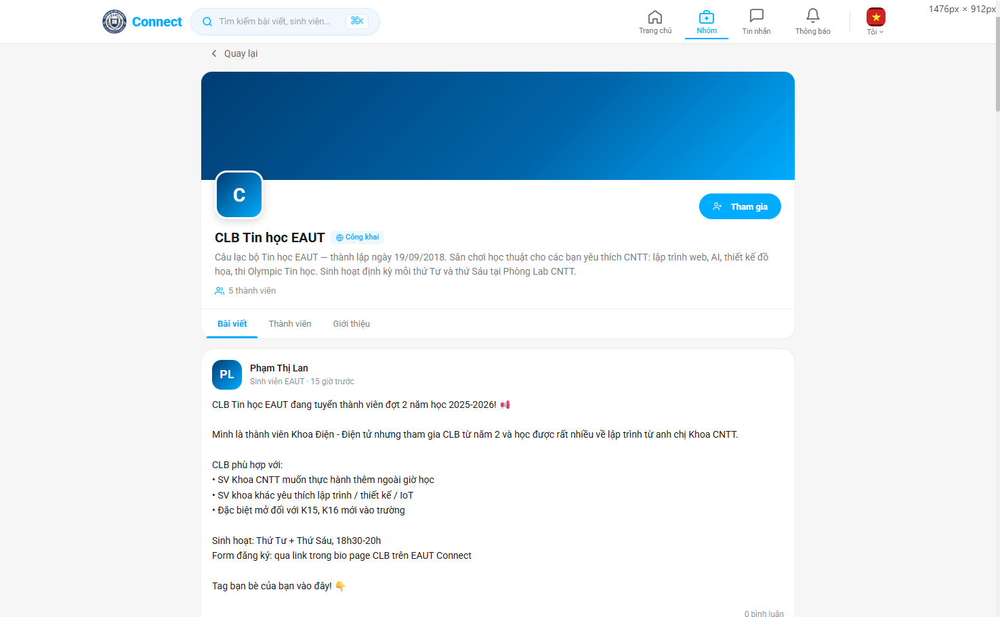 Connect
Tìm kiếm bài viết, sinh viên...
⌘K
Trang chủ
Nhóm
Tin nhắn
Thông báo
Tôi
1476px × 912px
Quay lại
C
Tham gia
CLB Tin học EAUT
Công khai
Câu lạc bộ Tin học EAUT — thành lập ngày 19/09/2018. Sân chơi học thuật cho các bạn yêu thích CNTT: lập trình web, AI, thiết kế đồ
họa, thi Olympic Tin học. Sinh hoạt định kỳ mỗi thứ Tư và thứ Sáu tại Phòng Lab CNTT.
5 thành viên
Bài viết
Thành viên
Giới thiệu
PL
Phạm Thị Lan
Sinh viên EAUT · 15 giờ trước
CLB Tin học EAUT đang tuyển thành viên đợt 2 năm học 2025-2026! 📢
Mình là thành viên Khoa Điện - Điện tử nhưng tham gia CLB từ năm 2 và học được rất nhiều về lập trình từ anh chị Khoa CNTT.
CLB phù hợp với:
• SV Khoa CNTT muốn thực hành thêm ngoài giờ học
• SV khoa khác yêu thích lập trình / thiết kế / IoT
• Đặc biệt mở đối với K15, K16 mới vào trường
Sinh hoạt: Thứ Tư + Thứ Sáu, 18h30-20h
Form đăng ký: qua link trong bio page CLB trên EAUT Connect
Tag bạn bè của bạn vào đây! 👇
0 bình luận